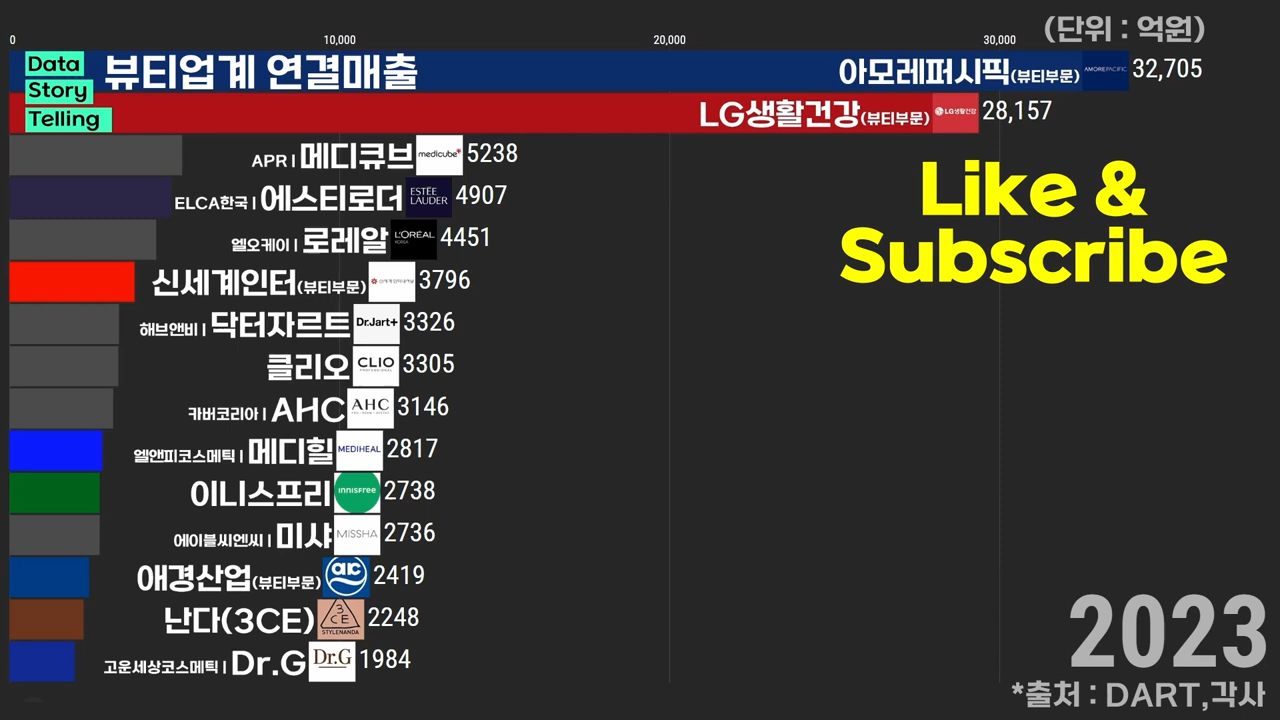 (단위 : 억원)
0 10,000 20,000 30,000
Data
Story
Telling
뷰티업계 연결매출
아모레퍼시픽(뷰티부문) AMOREPACIFIC 32,705
LG생활건강(뷰티부문) LG생활건강 28,157
APR | 메디큐브 medicube 5238
ELCA한국 | 에스티로더 ESTĒE LAUDER 4907
엘오케이 | 로레알 L'ORÉAL KOREA 4451
신세계인터(뷰티부문) 3796
해브앤비 | 닥터자르트 Dr.Jart+ 3326
클리오 CLIO PROFESSIONAL 3305
카버코리아 | AHC AHC 3146
엘앤피코스메틱 | 메디힐 MEDIHEAL 2817
이니스프리 innisfree 2738
에이블씨엔씨 | 미샤 MISSHA 2736
애경산업(뷰티부문) 2419
난다(3CE) 3CE STYLENANDA 2248
고운세상코스메틱 | Dr.G Dr.G 1984
Like &
Subscribe
2023
*출처 : DART,각사